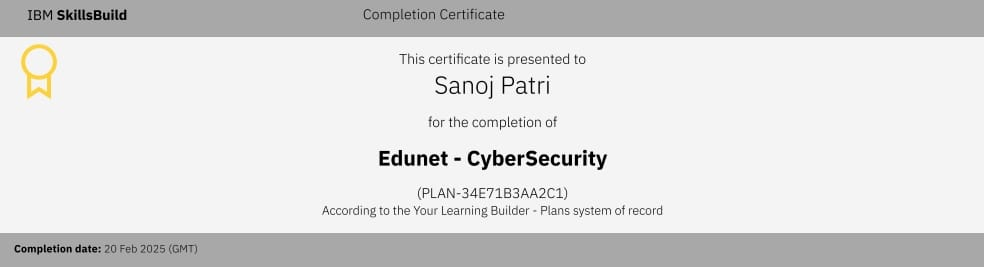 IBM SkillsBuild
Completion Certificate
This certificate is presented to
Sanoj Patri
for the completion of
Edunet - CyberSecurity
(PLAN-34E71B3AA2C1)
According to the Your Learning Builder - Plans system of record
Completion date: 20 Feb 2025 (GMT)